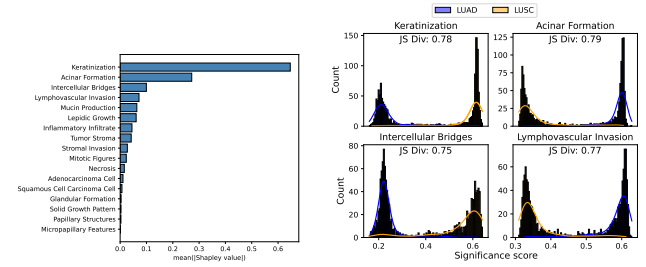 LUAD LUSC
Keratinization
Acinar Formation
Intercellular Bridges
Lymphovascular Invasion
Mucin Production
Lepidic Growth
Inflammatory Infiltrate
Tumor Stroma
Stromal Invasion
Mitotic Figures
Necrosis
Adenocarcinoma Cell
Squamous Cell Carcinoma Cell
Glandular Formation
Solid Growth Pattern
Papillary Structures
Micropapillary Features
0.0 0.1 0.2 0.3 0.4 0.5 0.6
mean(|Shapley value|)
Keratinization
JS Div: 0.78
150
100
50
0
Count
Acinar Formation
JS Div: 0.79
125
100
75
50
25
0
Intercellular Bridges
JS Div: 0.75
80
60
40
20
0
Count
0.2 0.4 0.6
Lymphovascular Invasion
JS Div: 0.77
80
60
40
20
0
0.3 0.4 0.5 0.6
Significance score